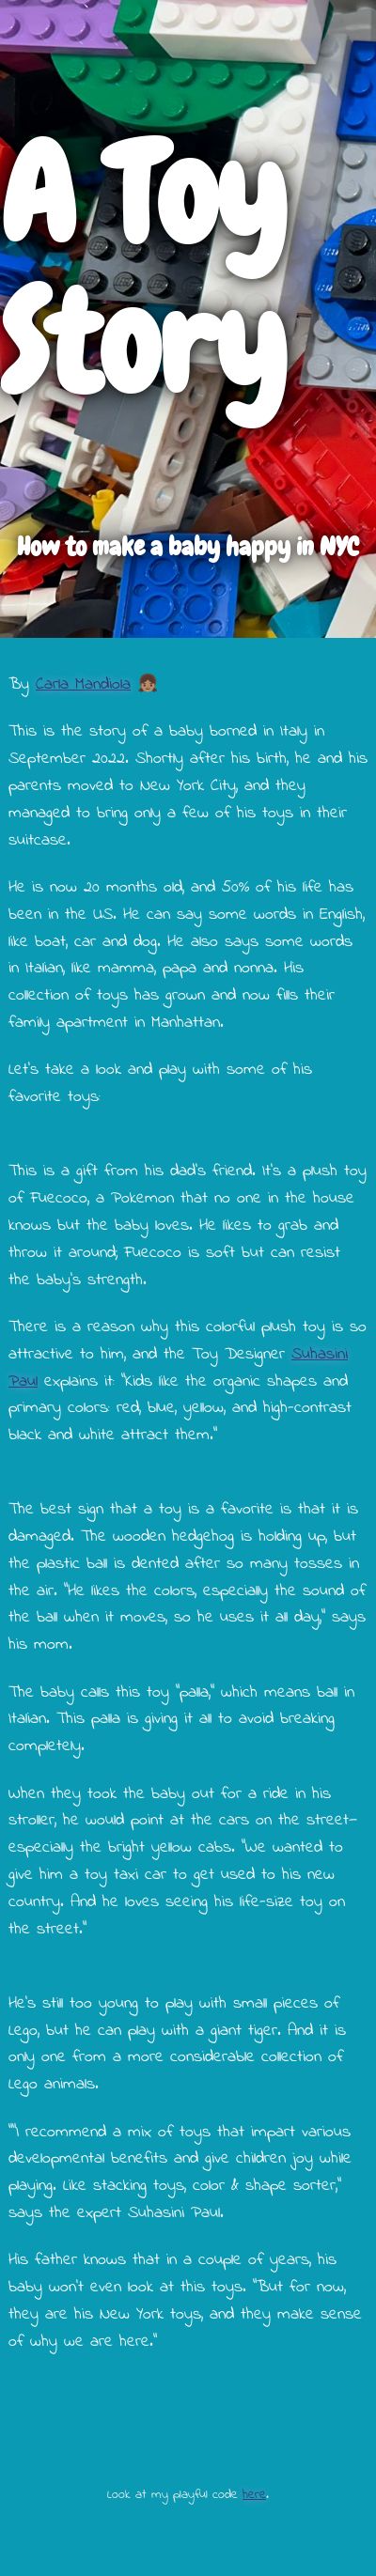 A Toy
Story
How to make a baby happy in NYC
By Carla Mandiola 👧🏽
This is the story of a baby borned in Italy in
September 2022. Shortly after his birth, he and his
parents moved to New York City, and they
managed to bring only a few of his toys in their
suitcase.
He is now 20 months old, and 50% of his life has
been in the U.S. He can say some words in English,
like boat, car and dog. He also says some words
in Italian, like mamma, papa and nonna. His
collection of toys has grown and now fills their
family apartment in Manhattan.
Let's take a look and play with some of his
favorite toys:
This is a gift from his dad's friend. It's a plush toy
of Fuecoco, a Pokemon that no one in the house
knows but the baby loves. He likes to grab and
throw it around; Fuecoco is soft but can resist
the baby's strength.
There is a reason why this colorful plush toy is so
attractive to him, and the Toy Designer Suhasini
Paul explains it: "Kids like the organic shapes and
primary colors: red, blue, yellow, and high-contrast
black and white attract them."
The best sign that a toy is a favorite is that it is
damaged. The wooden hedgehog is holding up, but
the plastic ball is dented after so many tosses in
the air. "He likes the colors, especially the sound of
the ball when it moves, so he uses it all day," says
his mom.
The baby calls this toy "palla," which means ball in
Italian. This palla is giving it all to avoid breaking
completely.
When they took the baby out for a ride in his
stroller, he would point at the cars on the street—
especially the bright yellow cabs. "We wanted to
give him a toy taxi car to get used to his new
country. And he loves seeing his life-size toy on
the street."
He's still too young to play with small pieces of
Lego, but he can play with a giant tiger. And it is
only one from a more considerable collection of
Lego animals.
""I recommend a mix of toys that impart various
developmental benefits and give children joy while
playing. Like stacking toys, color & shape sorter,"
says the expert Suhasini Paul.
His father knows that in a couple of years, his
baby won't even look at this toys. "But for now,
they are his New York toys, and they make sense
of why we are here."
Look at my playful code here.